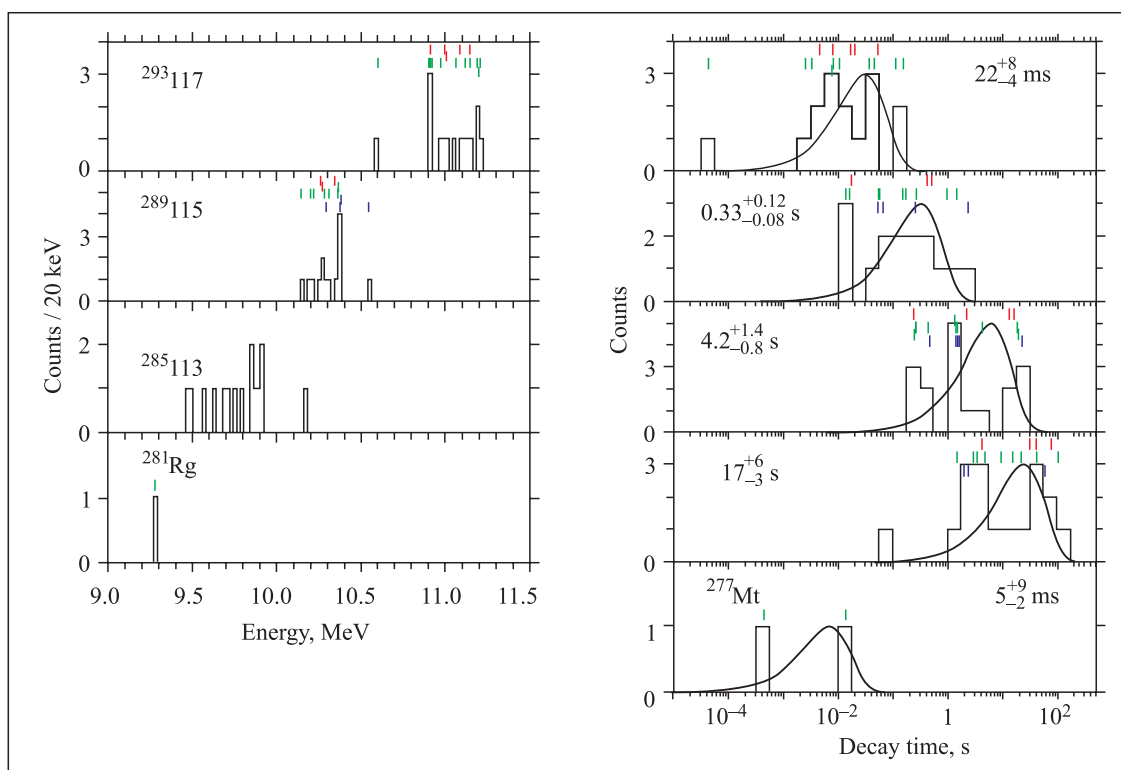 3
0
²⁹³117
3
0
²⁸⁹115
2
0
²⁸⁵113
1
0
²⁸¹Rg
9.0 9.5 10.0 10.5 11.0 11.5
Energy, MeV
Counts / 20 keV
3
0
22⁺⁸₋₄ ms
2
0
0.33⁺⁰·¹²₋₀.₀₈ s
3
0
4.2⁺¹·⁴₋₀.₈ s
3
0
17⁺⁶₋₃ s
1
0
²⁷⁷Mt
5⁺⁹₋₂ ms
10⁻⁴ 10⁻² 1 10²
Decay time, s
Counts